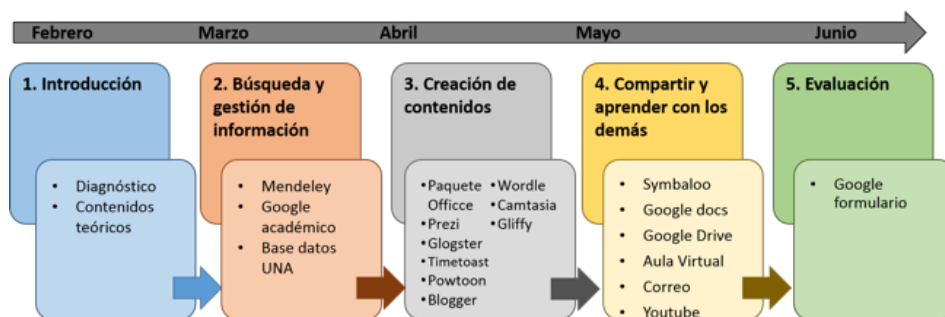 Febrero Marzo Abril Mayo Junio
1. Introducción
• Diagnóstico
• Contenidos
teóricos
2. Búsqueda y
gestión de
información
• Mendeley
• Google
académico
• Base datos
UNA
3. Creación de
contenidos
• Paquete
Officce
• Prezi
• Glogster
• Timetoast
• Powtoon
• Blogger
• Wordle
• Camtasia
• Gliffy
4. Compartir y
aprender con los
demás
• Symbaloo
• Google docs
• Google Drive
• Aula Virtual
• Correo
• Youtube
5. Evaluación
• Google
formulario